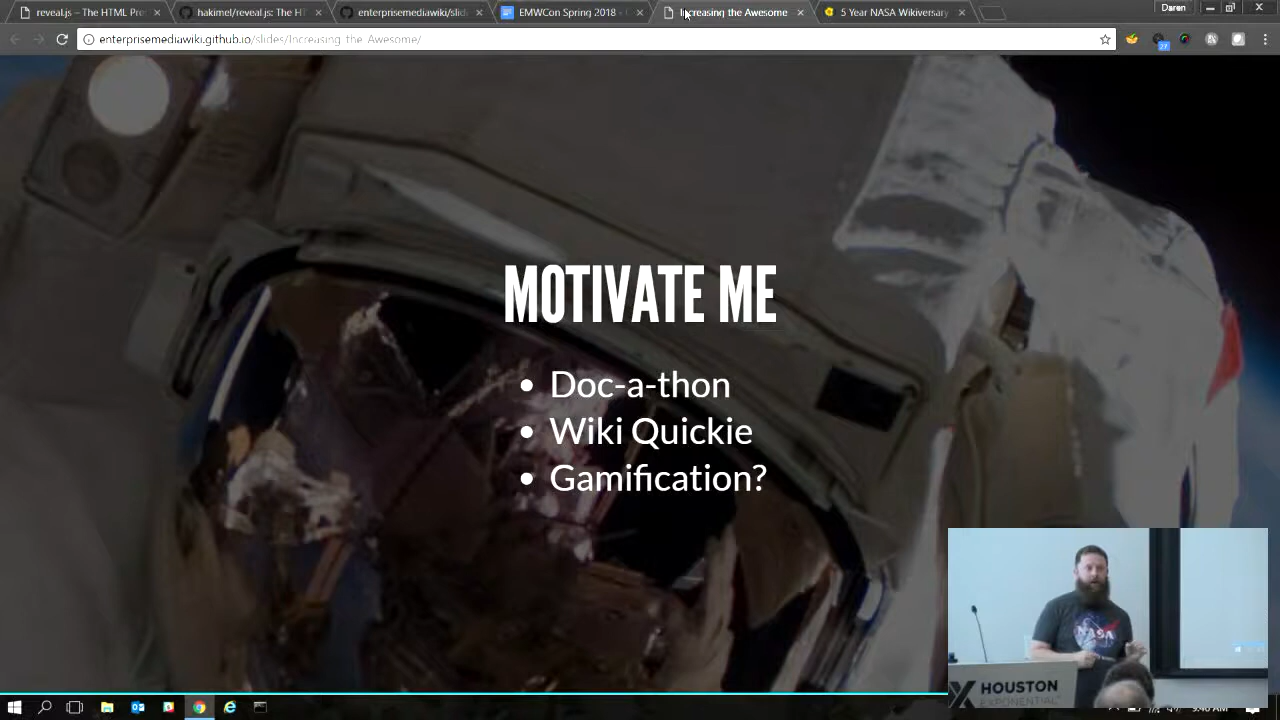 reveal.js – The HTML Pre
hakimel/reveal.js: The H
enterprisemediawiki/slid
EMWCon Spring 2018 -
Increasing the Awesome
5 Year NASA Wikiversary
Daren
enterprisemediawiki.github.io/slides/Increasing_the_Awesome/
27
MOTIVATE ME
Doc-a-thon
Wiki Quickie
Gamification?
NASA
HOUSTON
EXPONENTIAL